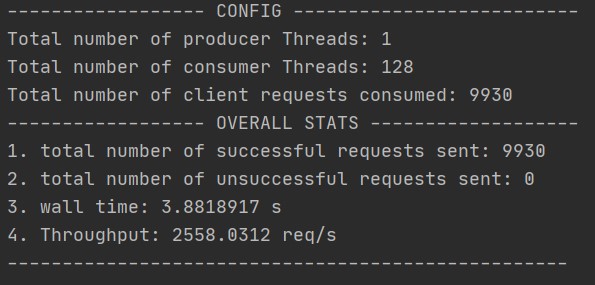 ------------------ CONFIG --------------------------
Total number of producer Threads: 1
Total number of consumer Threads: 128
Total number of client requests consumed: 9930
------------------ OVERALL STATS -------------------
1. total number of successful requests sent: 9930
2. total number of unsuccessful requests sent: 0
3. wall time: 3.8818917 s
4. Throughput: 2558.0312 req/s
---------------------------------------------------